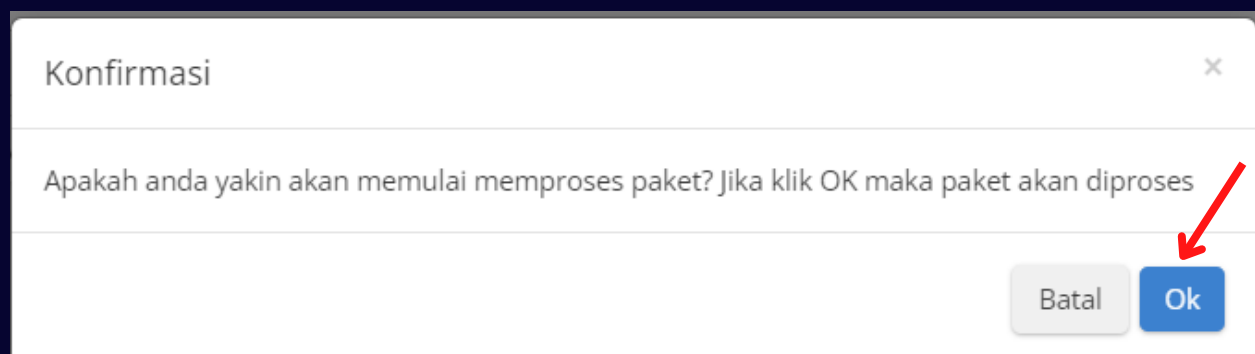 Konfirmasi ×
Apakah anda yakin akan memulai memproses paket? Jika klik OK maka paket akan diproses
Batal Ok